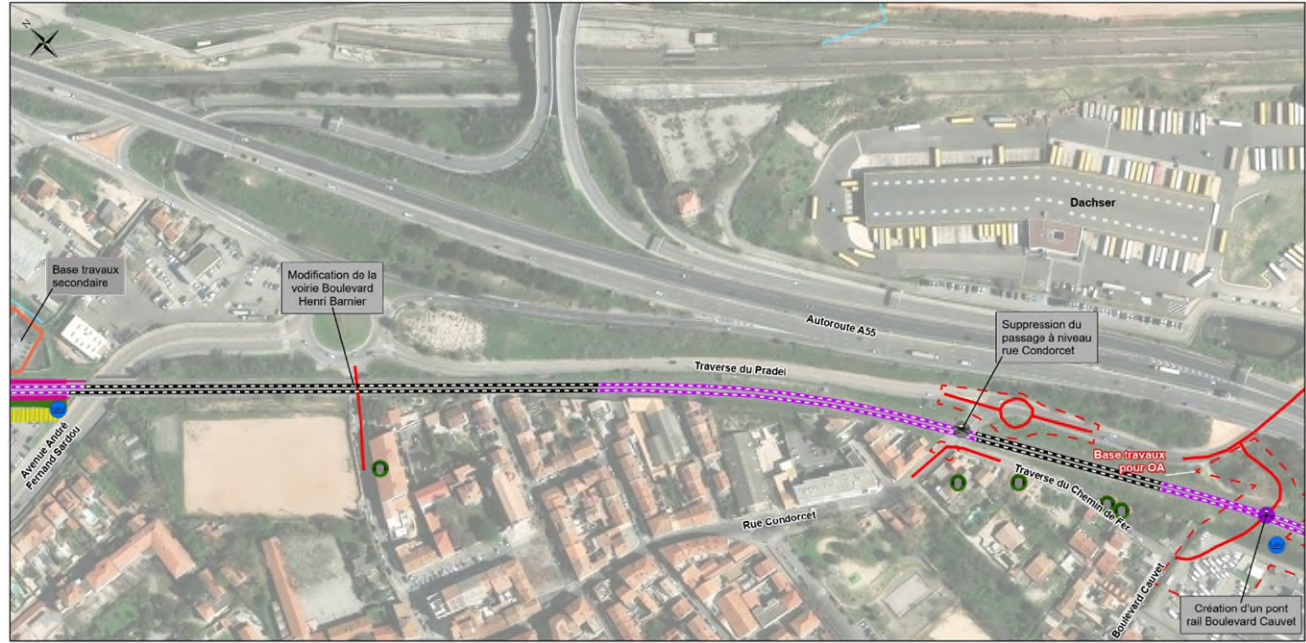 N
Dachser
Base travaux
secondaire
Modification de la
voirie Boulevard
Henri Barnier
Autoroute A55
Suppression du
passage à niveau
rue Condorcet
Traverse du Pradel
Avenue André
Fernand Sardou
Base travaux
pour OA
Traverse du Chemin de Fer
Rue Condorcet
Boulevard Cauvet
Création d'un pont
rail Boulevard Cauvet